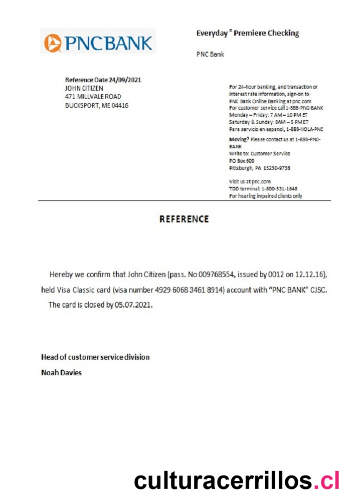 PNCBANK
Everyday® Premiere Checking
PNC Bank
Reference Date 24/09/2021
JOHN CITIZEN
471 MILLVALE ROAD
BUCKSPORT, ME 04416
For 24-hour banking, and transaction or
interest rate information, sign-on to
PNC Bank Online Banking at pnc.com
For customer service call 1-888-PNC-BANK
Monday – Friday: 7 AM – 10 PM ET
Saturday & Sunday: 8AM – 5 PM ET
Para servicio en espanol, 1-888-HOLA-PNC
Moving? Please contact us at 1-888-PNC-
BANK
Write to: Customer Service
PO Box 609
Pittsburgh, PA 15230-9738
Visit us at pnc.com
TDD terminal: 1-800-531-1648
For hearing impaired clients only
REFERENCE
Hereby we confirm that John Citizen (pass. No 009768554, issued by 0012 on 12.12.16),
held Visa Classic card (visa number 4929 6068 3461 8914) account with "PNC BANK" CJSC.
The card is closed by 05.07.2021.
Head of customer service division
Noah Davies
culturacerrillos.cl